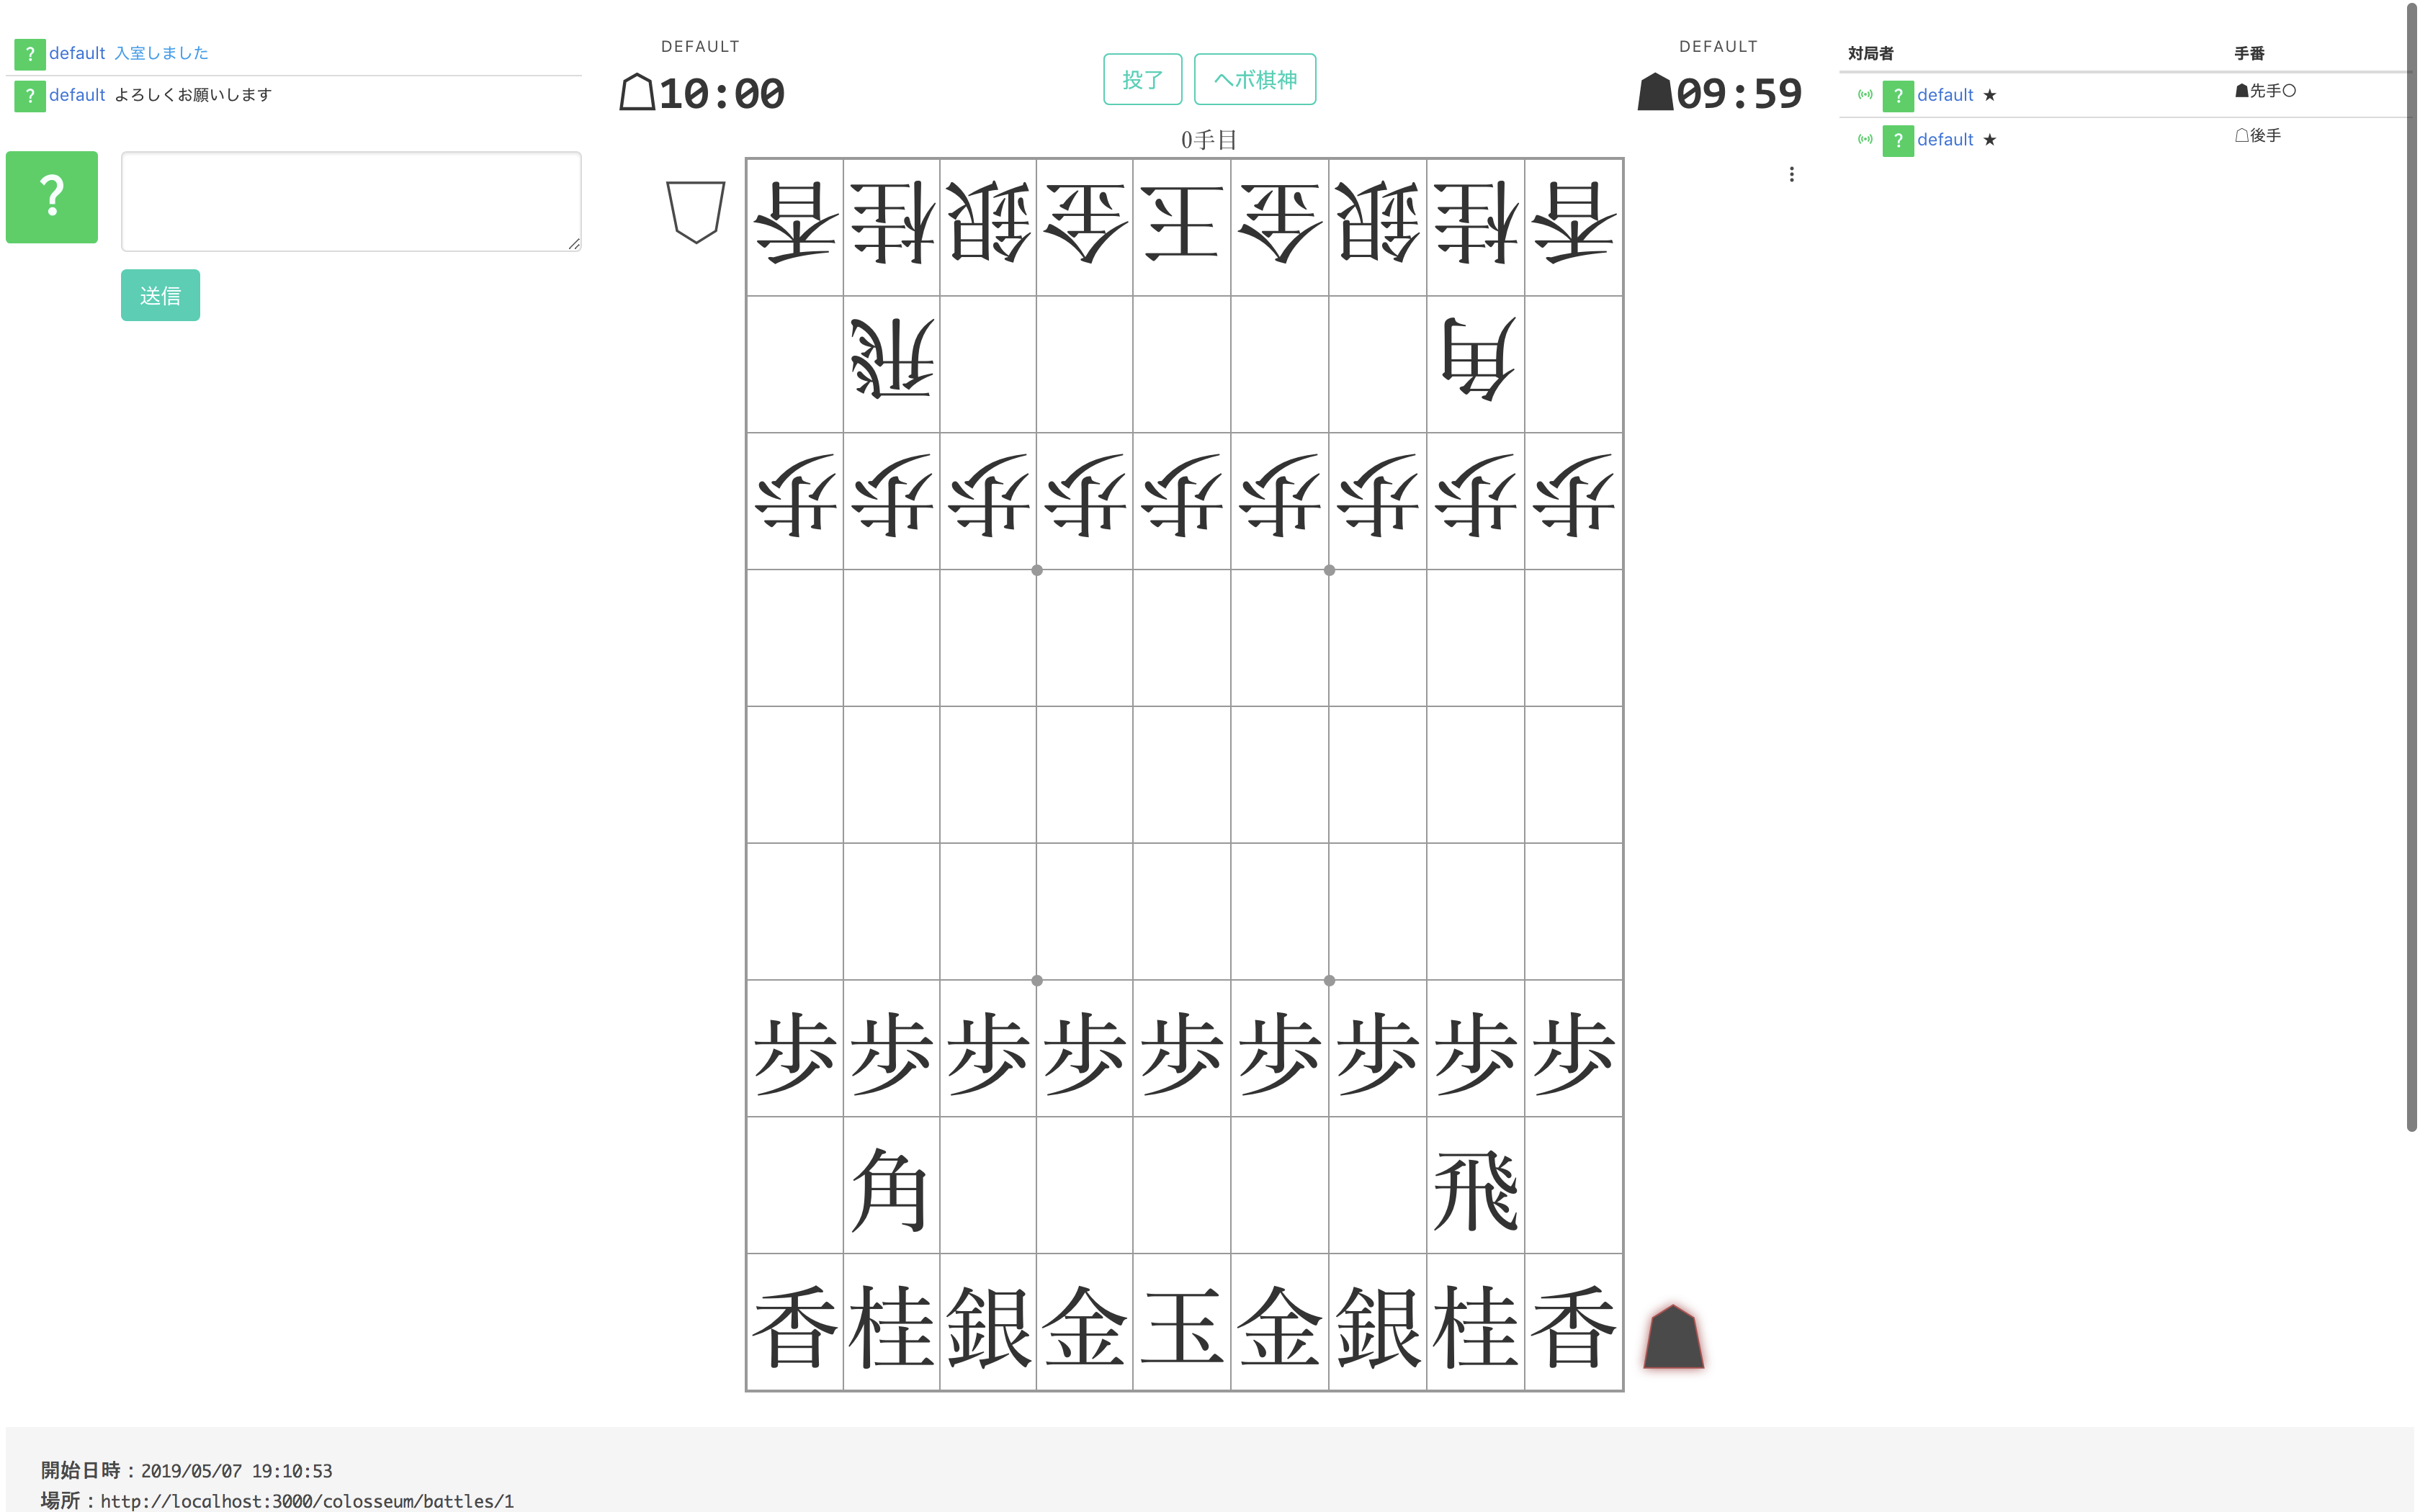 ? default 入室しました
? default よろしくお願いします
?
送信
DEFAULT
10:00
投了 ヘボ棋神
DEFAULT
09:59
0手目
香桂銀金玉金銀桂香
飛角
歩歩歩歩歩歩歩歩歩
歩歩歩歩歩歩歩歩歩
角飛
香桂銀金玉金銀桂香
対局者 手番
? default ★ ☗先手○
? default ★ ☖後手
開始日時：2019/05/07 19:10:53
場所：http://localhost:3000/colosseum/battles/1